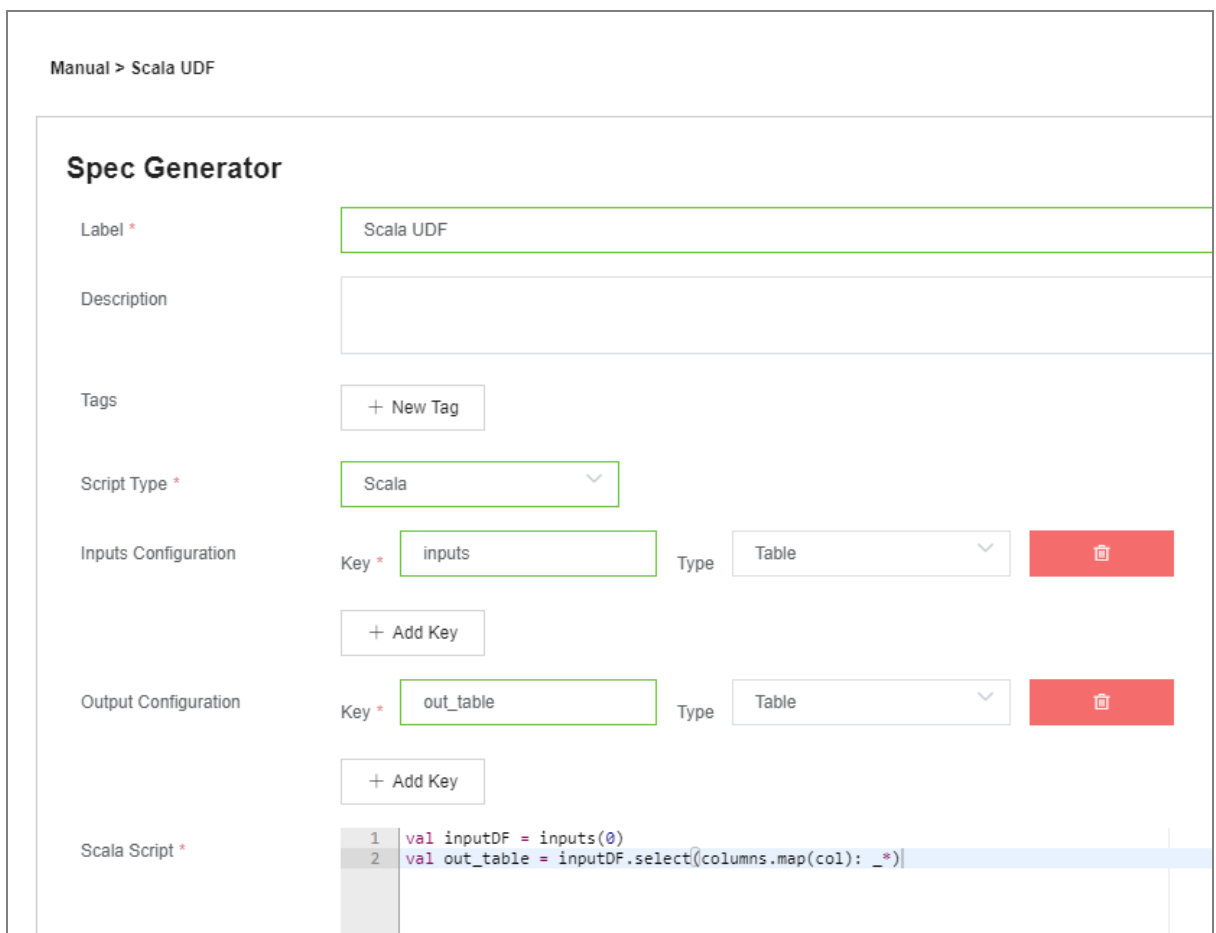 Manual > Scala UDF
Spec Generator
Label *
Scala UDF
Description
Tags
+ New Tag
Script Type *
Scala
Inputs Configuration
Key * inputs Type Table
+ Add Key
Output Configuration
Key * out_table Type Table
+ Add Key
Scala Script *
1 val inputDF = inputs(0)
2 val out_table = inputDF.select(columns.map(col): _*)